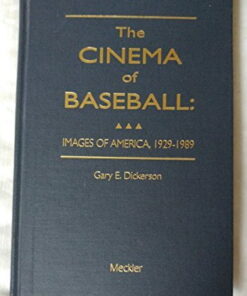 The
CINEMA
of
BASEBALL:
▲▲▲
IMAGES OF AMERICA, 1929-1989
Gary E. Dickerson
Meckler